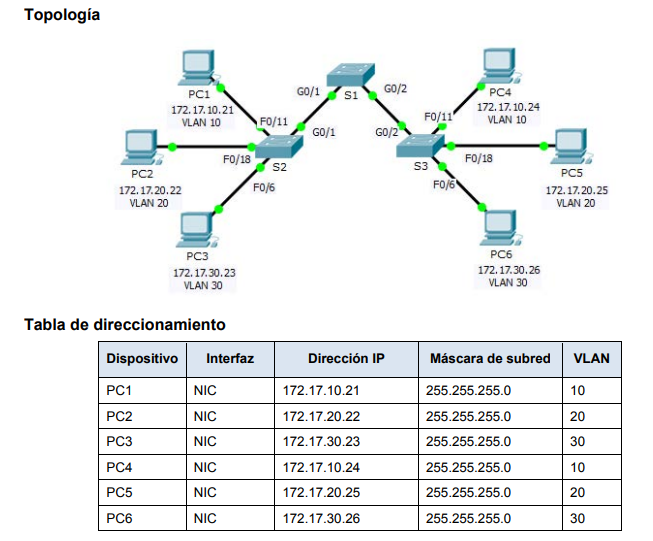 Topología
PC1
172.17.10.21
VLAN 10
G0/1
S1
G0/2
PC4
172.17.10.24
VLAN 10
F0/11
G0/1
G0/2
F0/11
PC2
172.17.20.22
VLAN 20
F0/18
S2
S3
F0/18
PC5
172.17.20.25
VLAN 20
F0/6
F0/6
PC3
172.17.30.23
VLAN 30
PC6
172.17.30.26
VLAN 30
Tabla de direccionamiento
Dispositivo Interfaz Dirección IP Máscara de subred VLAN
PC1 NIC 172.17.10.21 255.255.255.0 10
PC2 NIC 172.17.20.22 255.255.255.0 20
PC3 NIC 172.17.30.23 255.255.255.0 30
PC4 NIC 172.17.10.24 255.255.255.0 10
PC5 NIC 172.17.20.25 255.255.255.0 20
PC6 NIC 172.17.30.26 255.255.255.0 30